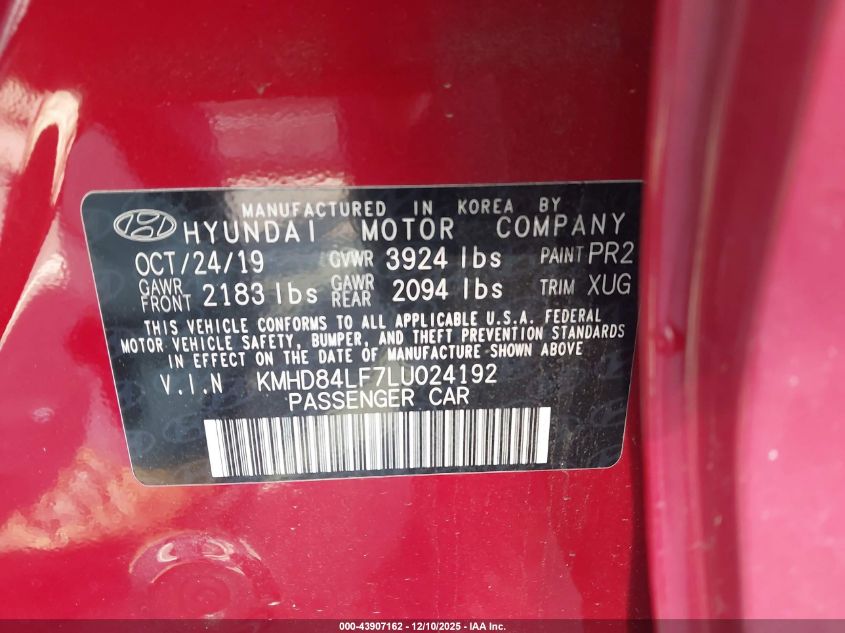 MANUFACTURED IN KOREA BY
HYUNDAI MOTOR COMPANY
OCT/24/19 GVWR 3924 lbs PAINT PR2
GAWR FRONT 2183 lbs GAWR REAR 2094 lbs TRIM XUG
THIS VEHICLE CONFORMS TO ALL APPLICABLE U.S.A. FEDERAL
MOTOR VEHICLE SAFETY, BUMPER, AND THEFT PREVENTION STANDARDS
IN EFFECT ON THE DATE OF MANUFACTURE SHOWN ABOVE.
V.I.N KMHD84LF7LU024192
PASSENGER CAR
000-43907162 - 12/10/2025 - IAA Inc.